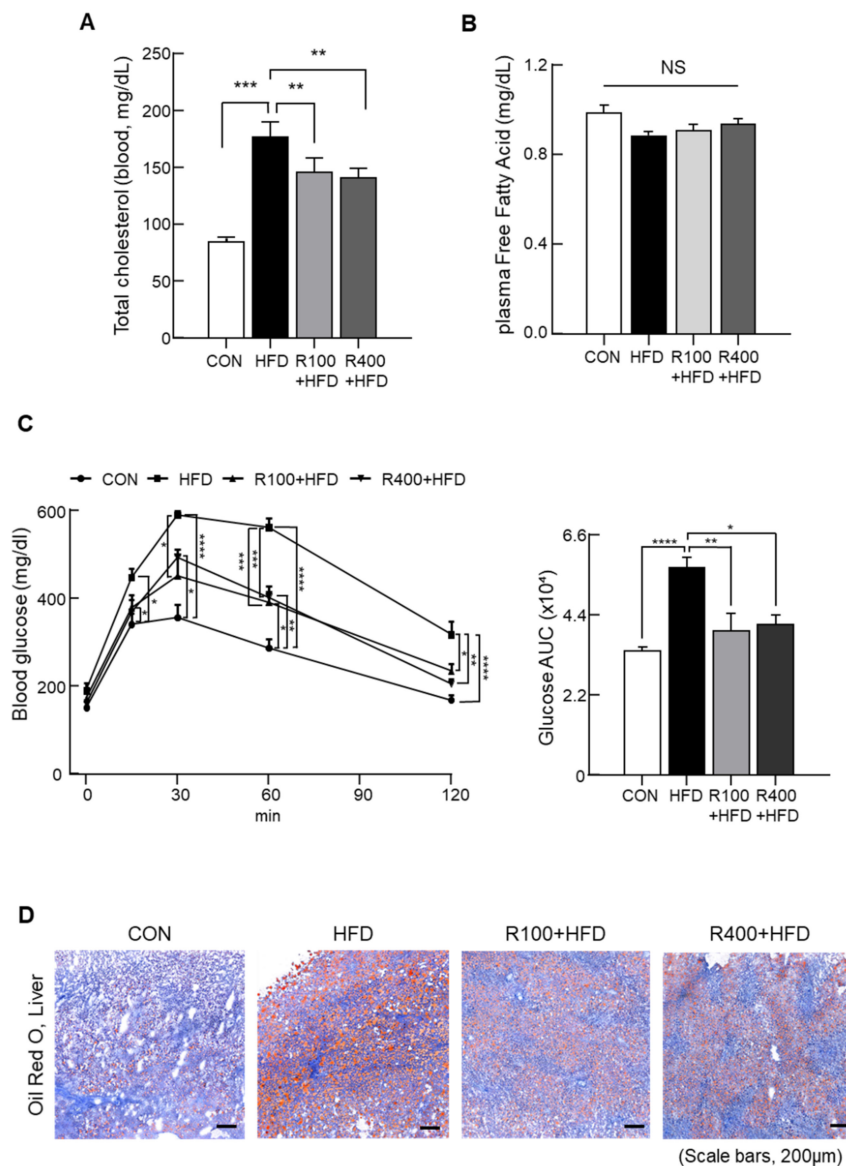 A
Total cholesterol (blood, mg/dL)
250
200
150
100
50
0
***
**
**
CON
HFD
R100
+HFD
R400
+HFD
B
plasma Free Fatty Acid (mg/dL)
1.2
0.8
0.4
0.0
NS
CON
HFD
R100
+HFD
R400
+HFD
C
CON HFD R100+HFD R400+HFD
Blood glucose (mg/dl)
600
400
200
0
*
*
*
****
*
***
***
*
**
****
*
**
****
0 30 60 90 120
min
Glucose AUC (x10⁴)
6.6
4.4
2.2
0
****
**
*
CON
HFD
R100
+HFD
R400
+HFD
D
CON HFD R100+HFD R400+HFD
Oil Red O, Liver
(Scale bars, 200µm)